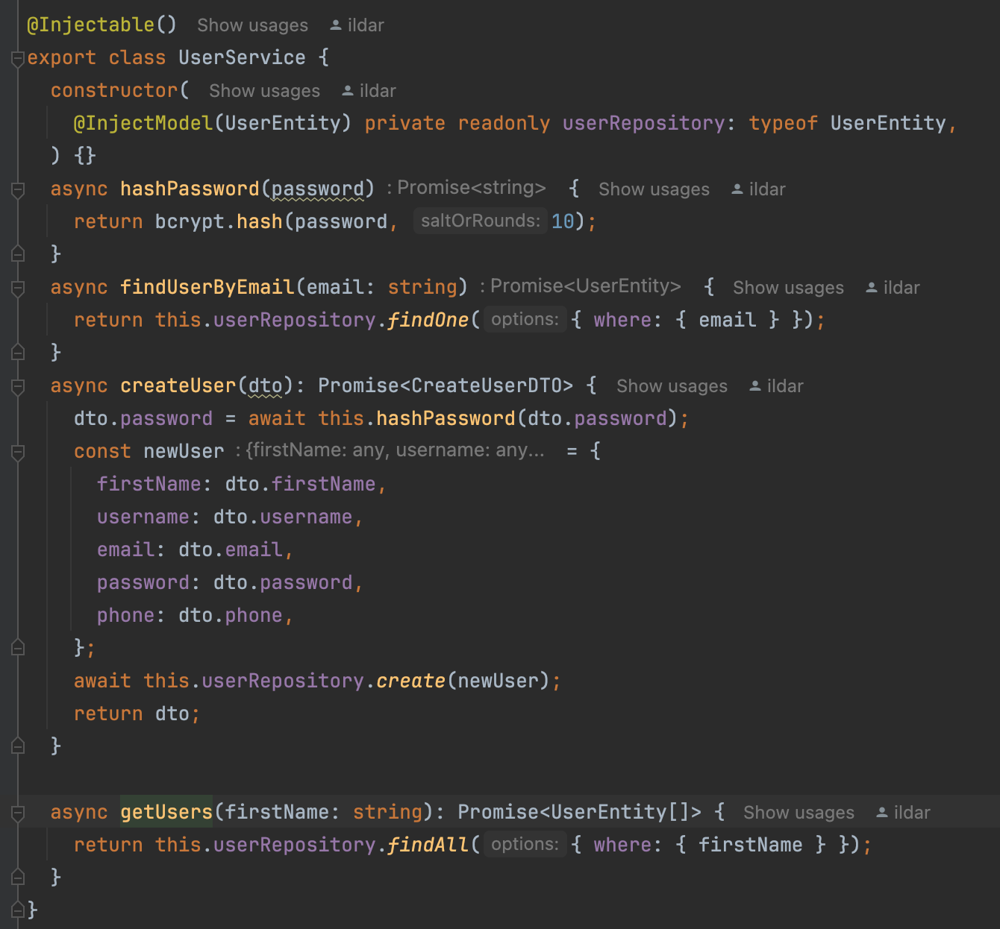 @Injectable() Show usages ildar
export class UserService {
constructor( Show usages ildar
@InjectModel(UserEntity) private readonly userRepository: typeof UserEntity,
) {}
async hashPassword(password) : Promise<string> { Show usages ildar
return bcrypt.hash(password, saltOrRounds: 10);
}
async findUserByEmail(email: string) : Promise<UserEntity> { Show usages ildar
return this.userRepository.findOne( options: { where: { email } });
}
async createUser(dto): Promise<CreateUserDTO> { Show usages ildar
dto.password = await this.hashPassword(dto.password);
const newUser : {firstName: any, username: any... = {
firstName: dto.firstName,
username: dto.username,
email: dto.email,
password: dto.password,
phone: dto.phone,
};
await this.userRepository.create(newUser);
return dto;
}
async getUsers(firstName: string): Promise<UserEntity[]> { Show usages ildar
return this.userRepository.findAll( options: { where: { firstName } });
}
}